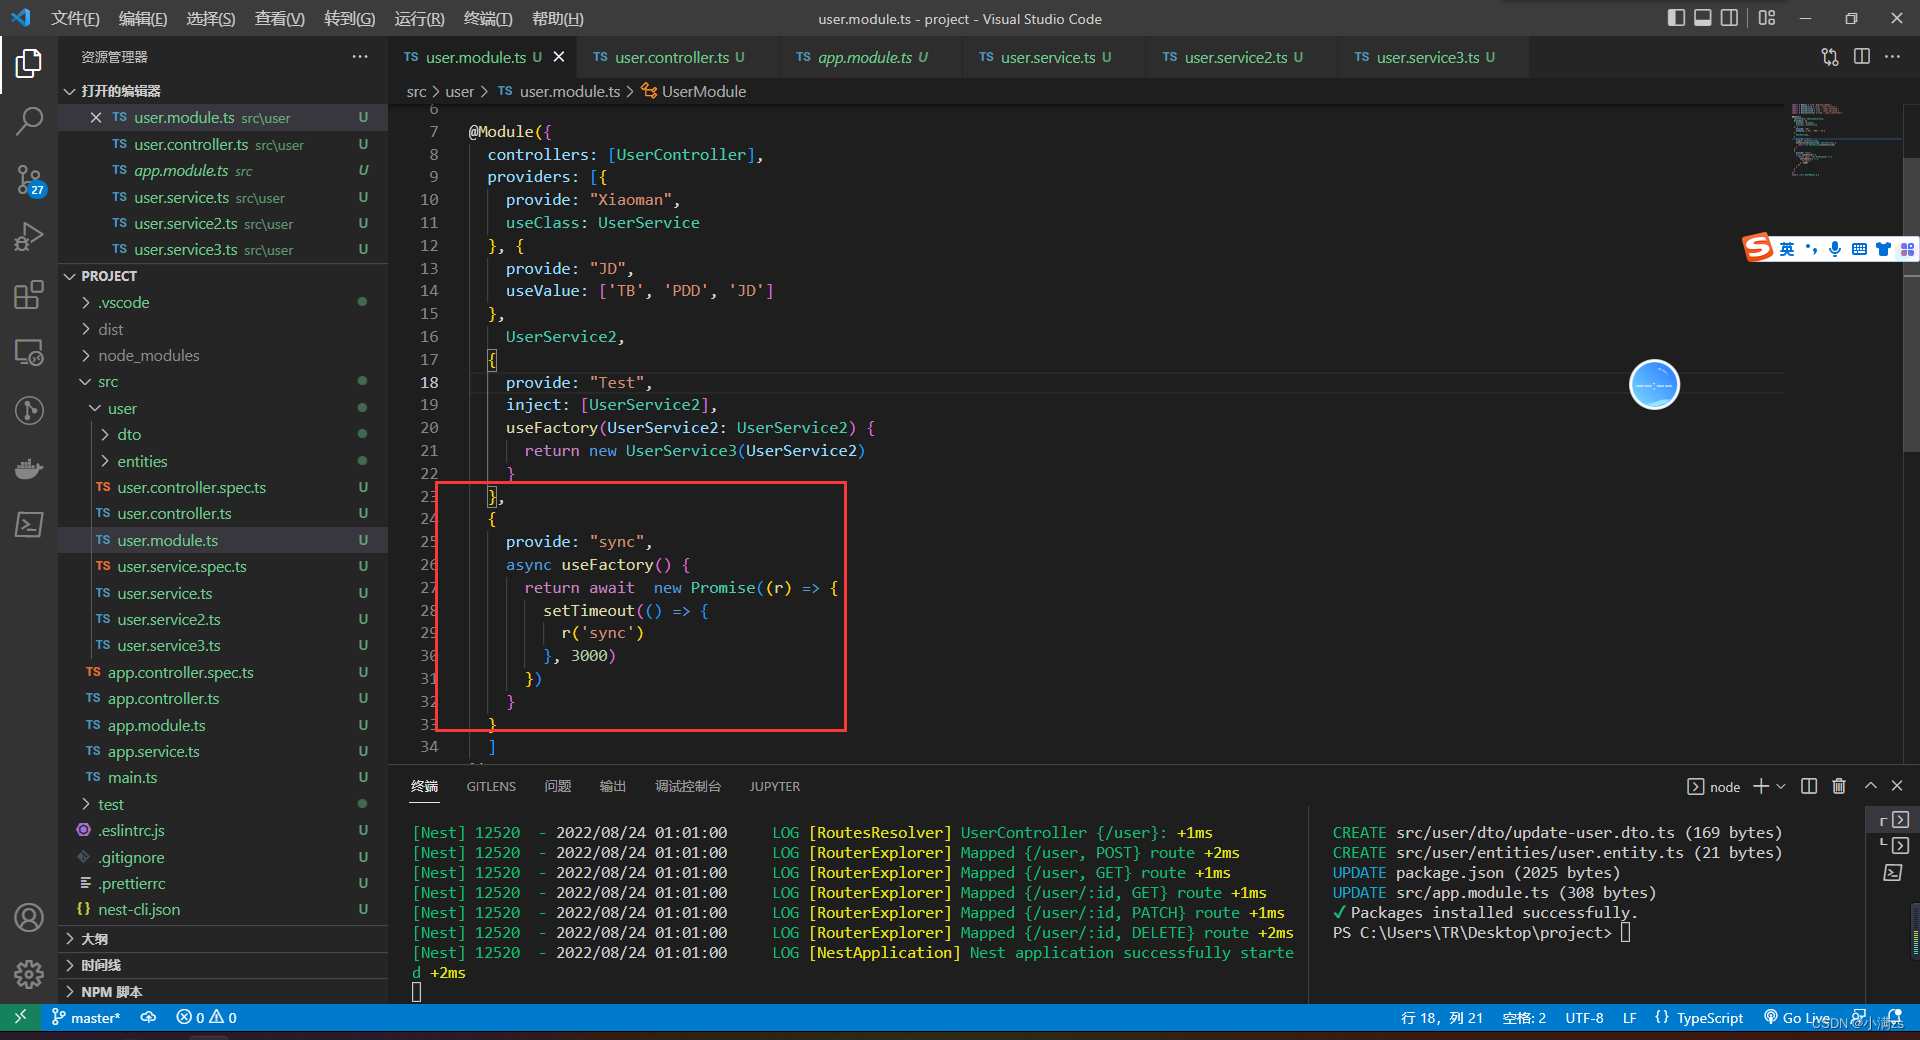 文件(F) 编辑(E) 选择(S) 查看(V) 转到(G) 运行(R) 终端(T) 帮助(H)
user.module.ts - project - Visual Studio Code
资源管理器
TS user.module.ts U
TS user.controller.ts U
TS app.module.ts U
TS user.service.ts U
TS user.service2.ts U
TS user.service3.ts U
打开的编辑器
TS user.module.ts src\user U
TS user.controller.ts src\user U
TS app.module.ts src U
TS user.service.ts src\user U
TS user.service2.ts src\user U
TS user.service3.ts src\user U
27
PROJECT
.vscode
dist
node_modules
src
user
dto
entities
TS user.controller.spec.ts U
TS user.controller.ts U
TS user.module.ts U
TS user.service.spec.ts U
TS user.service.ts U
TS user.service2.ts U
TS user.service3.ts U
TS app.controller.spec.ts U
TS app.controller.ts U
TS app.module.ts U
TS app.service.ts U
TS main.ts U
test
.eslintrc.js U
.gitignore U
.prettierrc U
{} nest-cli.json U
大纲
时间线
NPM 脚本
src > user > TS user.module.ts > UserModule
6
7 @Module({
8 controllers: [UserController],
9 providers: [{
10 provide: "Xiaoman",
11 useClass: UserService
12 }, {
13 provide: "JD",
14 useValue: ['TB', 'PDD', 'JD']
15 },
16 UserService2,
17 {
18 provide: "Test",
19 inject: [UserService2],
20 useFactory(UserService2: UserService2) {
21 return new UserService3(UserService2)
22 }
23 },
24 {
25 provide: "sync",
26 async useFactory() {
27 return await  new Promise((r) => {
28 setTimeout(() => {
29 r('sync')
30 }, 3000)
31 })
32 }
33 }
34 ]
英
终端 GITLENS 问题 输出 调试控制台 JUPYTER
node
[Nest] 12520  - 2022/08/24 01:01:00     LOG [RoutesResolver] UserController {/user}: +1ms
[Nest] 12520  - 2022/08/24 01:01:00     LOG [RouterExplorer] Mapped {/user, POST} route +2ms
[Nest] 12520  - 2022/08/24 01:01:00     LOG [RouterExplorer] Mapped {/user, GET} route +1ms
[Nest] 12520  - 2022/08/24 01:01:00     LOG [RouterExplorer] Mapped {/user/:id, GET} route +1ms
[Nest] 12520  - 2022/08/24 01:01:00     LOG [RouterExplorer] Mapped {/user/:id, PATCH} route +1ms
[Nest] 12520  - 2022/08/24 01:01:00     LOG [RouterExplorer] Mapped {/user/:id, DELETE} route +2ms
[Nest] 12520  - 2022/08/24 01:01:00     LOG [NestApplication] Nest application successfully starte
d +2ms
CREATE src/user/dto/update-user.dto.ts (169 bytes)
CREATE src/user/entities/user.entity.ts (21 bytes)
UPDATE package.json (2025 bytes)
UPDATE src/app.module.ts (308 bytes)
✓ Packages installed successfully.
PS C:\Users\TR\Desktop\project>
master* 0 0
行 18，列 21 空格: 2 UTF-8 LF {} TypeScript Go Live
CSDN @小满zs